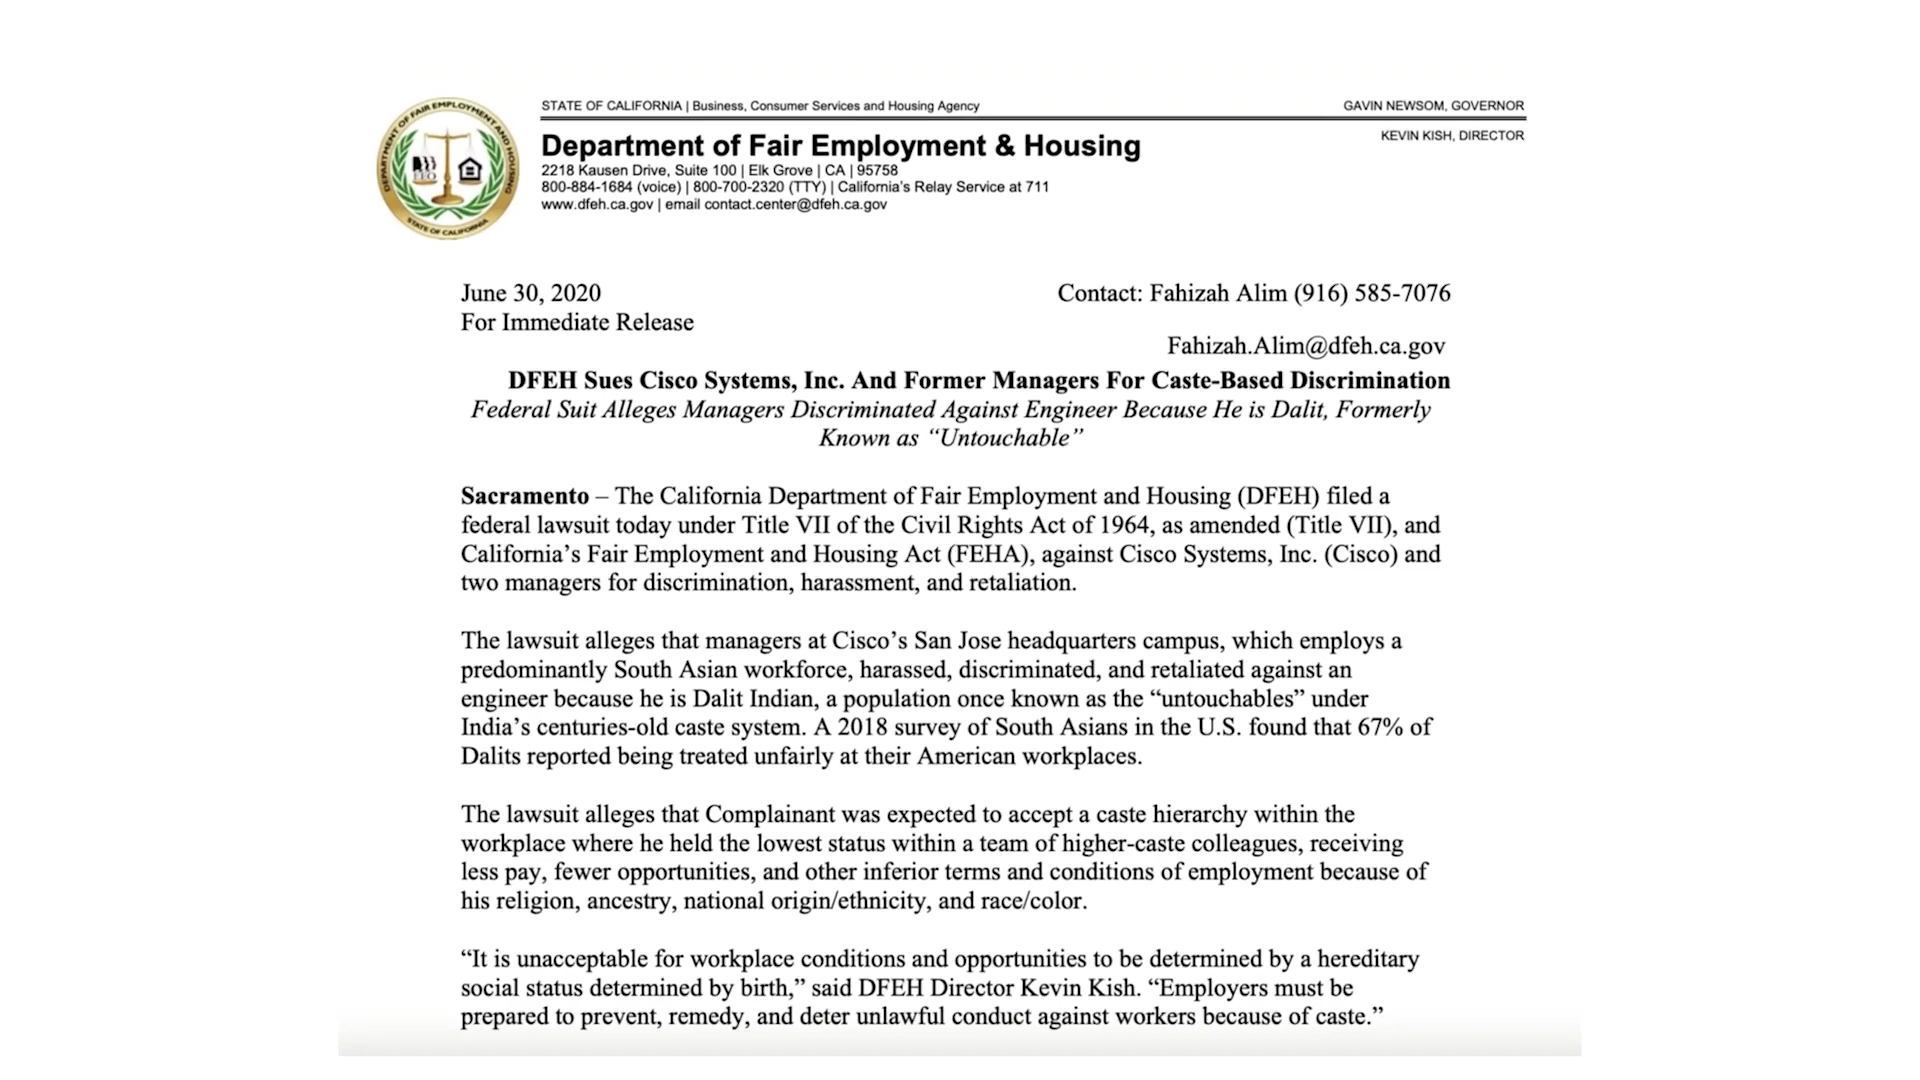 DEPARTMENT OF FAIR EMPLOYMENT AND HOUSING
EEO
STATE OF CALIFORNIA
STATE OF CALIFORNIA | Business, Consumer Services and Housing Agency
GAVIN NEWSOM, GOVERNOR
Department of Fair Employment & Housing
KEVIN KISH, DIRECTOR
2218 Kausen Drive, Suite 100 | Elk Grove | CA | 95758
800-884-1684 (voice) | 800-700-2320 (TTY) | California’s Relay Service at 711
www.dfeh.ca.gov | email contact.center@dfeh.ca.gov
June 30, 2020
Contact: Fahizah Alim (916) 585-7076
For Immediate Release
Fahizah.Alim@dfeh.ca.gov
DFEH Sues Cisco Systems, Inc. And Former Managers For Caste-Based Discrimination
Federal Suit Alleges Managers Discriminated Against Engineer Because He is Dalit, Formerly
Known as “Untouchable”
Sacramento – The California Department of Fair Employment and Housing (DFEH) filed a
federal lawsuit today under Title VII of the Civil Rights Act of 1964, as amended (Title VII), and
California’s Fair Employment and Housing Act (FEHA), against Cisco Systems, Inc. (Cisco) and
two managers for discrimination, harassment, and retaliation.
The lawsuit alleges that managers at Cisco’s San Jose headquarters campus, which employs a
predominantly South Asian workforce, harassed, discriminated, and retaliated against an
engineer because he is Dalit Indian, a population once known as the “untouchables” under
India’s centuries-old caste system. A 2018 survey of South Asians in the U.S. found that 67% of
Dalits reported being treated unfairly at their American workplaces.
The lawsuit alleges that Complainant was expected to accept a caste hierarchy within the
workplace where he held the lowest status within a team of higher-caste colleagues, receiving
less pay, fewer opportunities, and other inferior terms and conditions of employment because of
his religion, ancestry, national origin/ethnicity, and race/color.
“It is unacceptable for workplace conditions and opportunities to be determined by a hereditary
social status determined by birth,” said DFEH Director Kevin Kish. “Employers must be
prepared to prevent, remedy, and deter unlawful conduct against workers because of caste.”